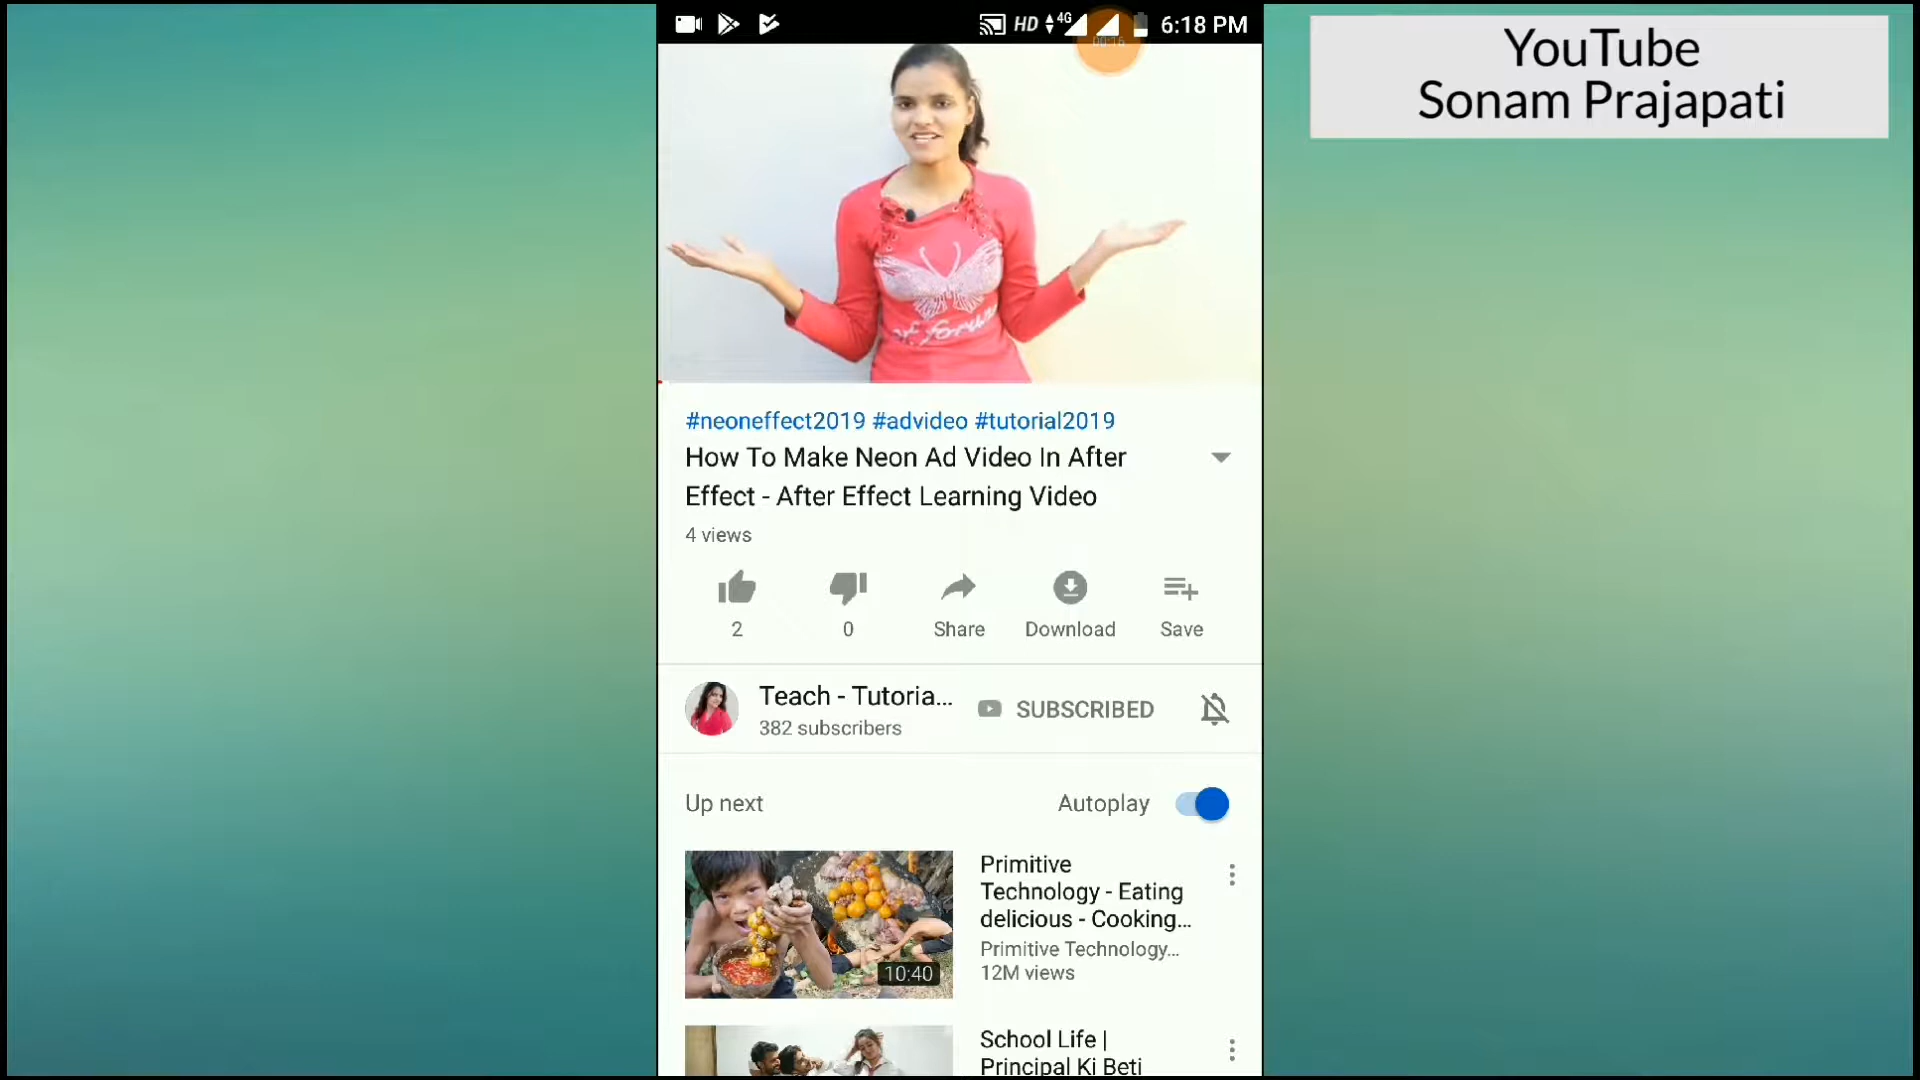 HD 4G 6:18 PM
00:16
YouTube
Sonam Prajapati
#neoneffect2019 #advideo #tutorial2019
How To Make Neon Ad Video In After
Effect - After Effect Learning Video
4 views
2 0 Share Download Save
Teach - Tutoria... SUBSCRIBED
382 subscribers
Up next Autoplay
Primitive
Technology - Eating
delicious - Cooking...
Primitive Technology...
12M views
10:40
School Life |
Principal Ki Beti